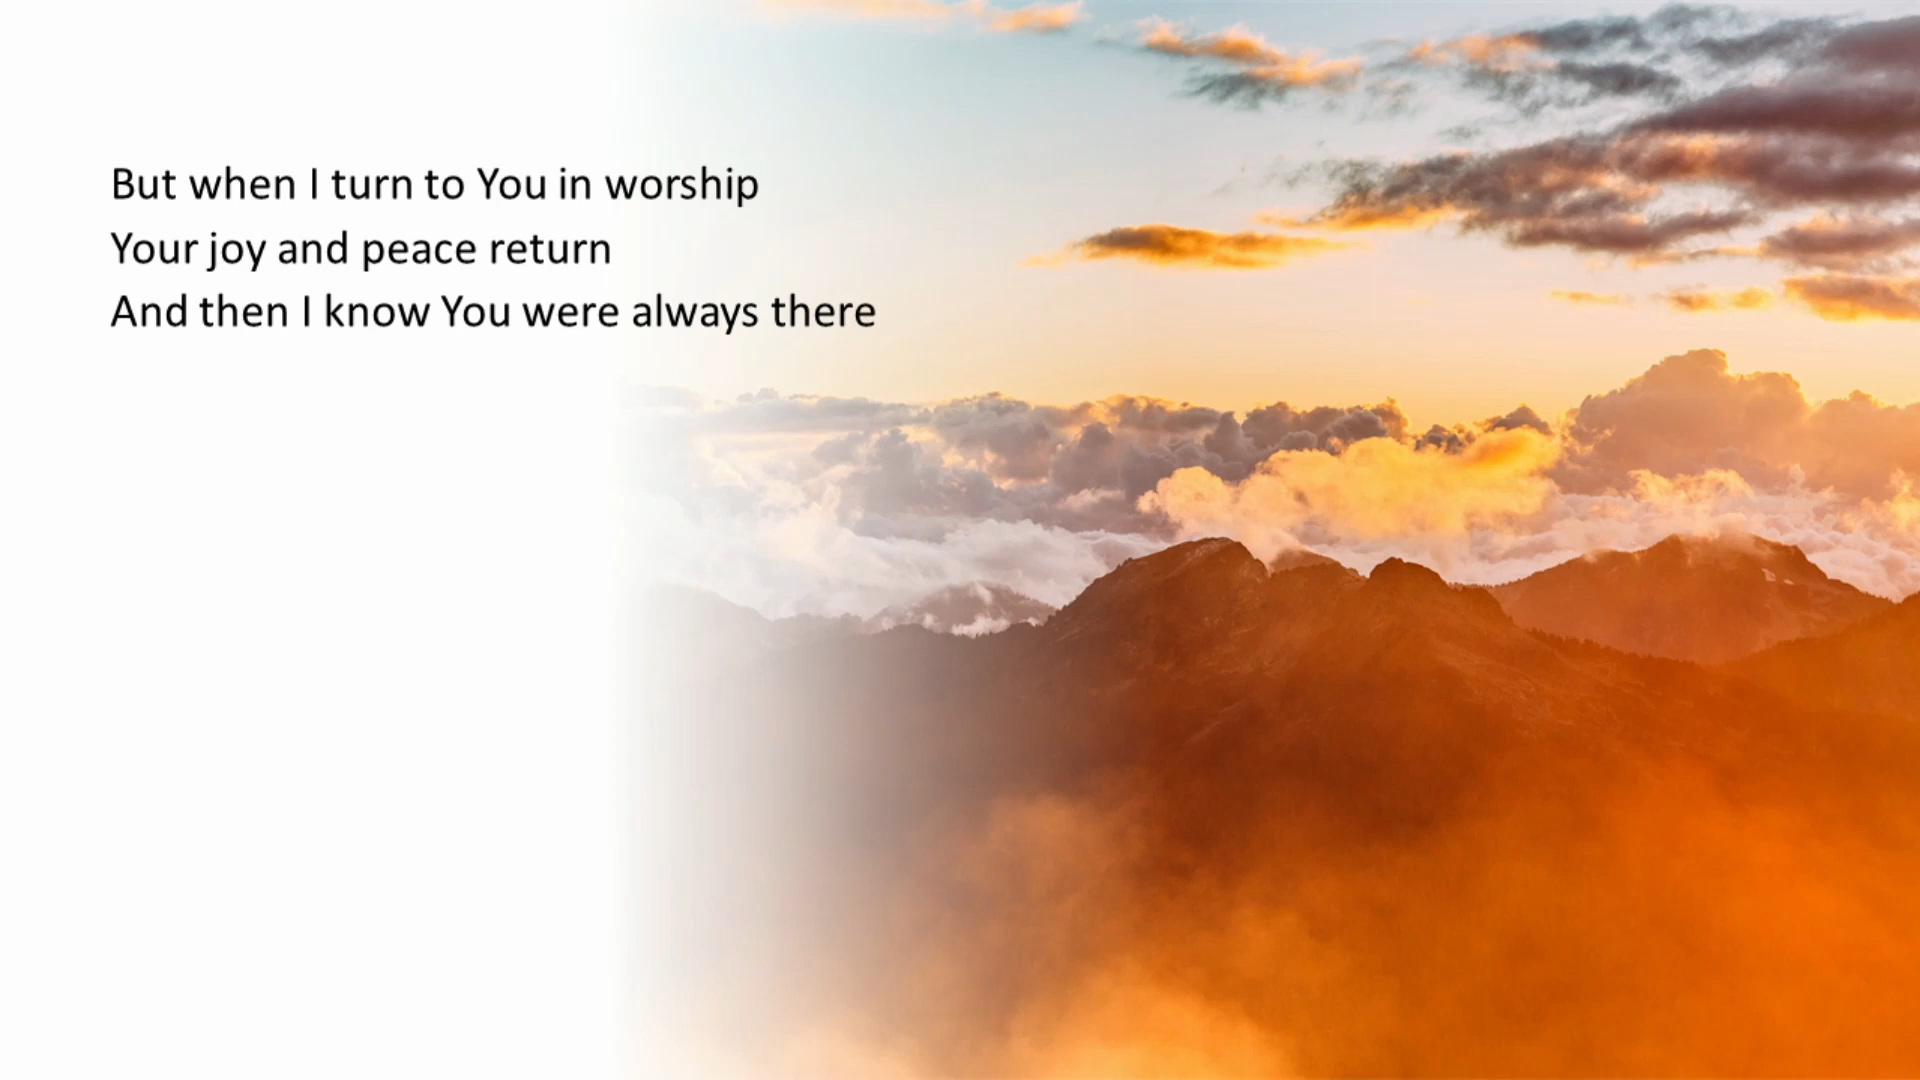 But when I turn to You in worship
Your joy and peace return
And then I know You were always there